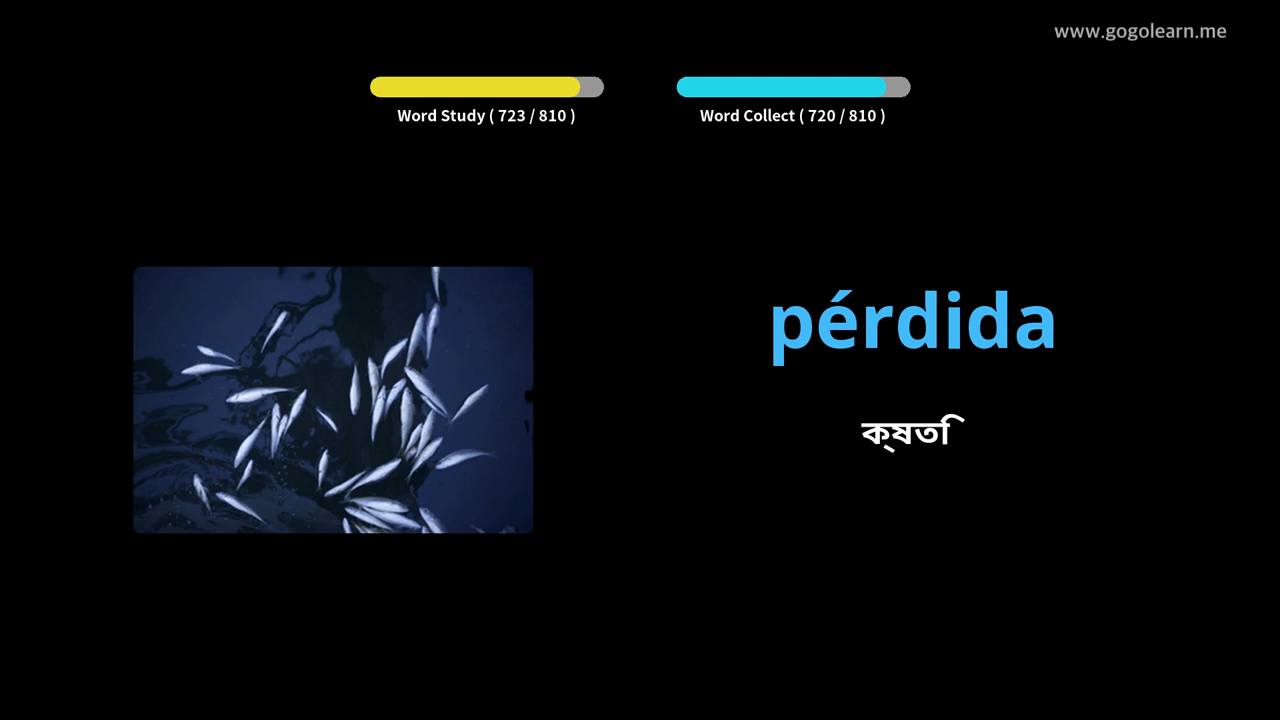 www.gogolearn.me
Word Study ( 723 / 810 )
Word Collect ( 720 / 810 )
pérdida
ক্ষতি